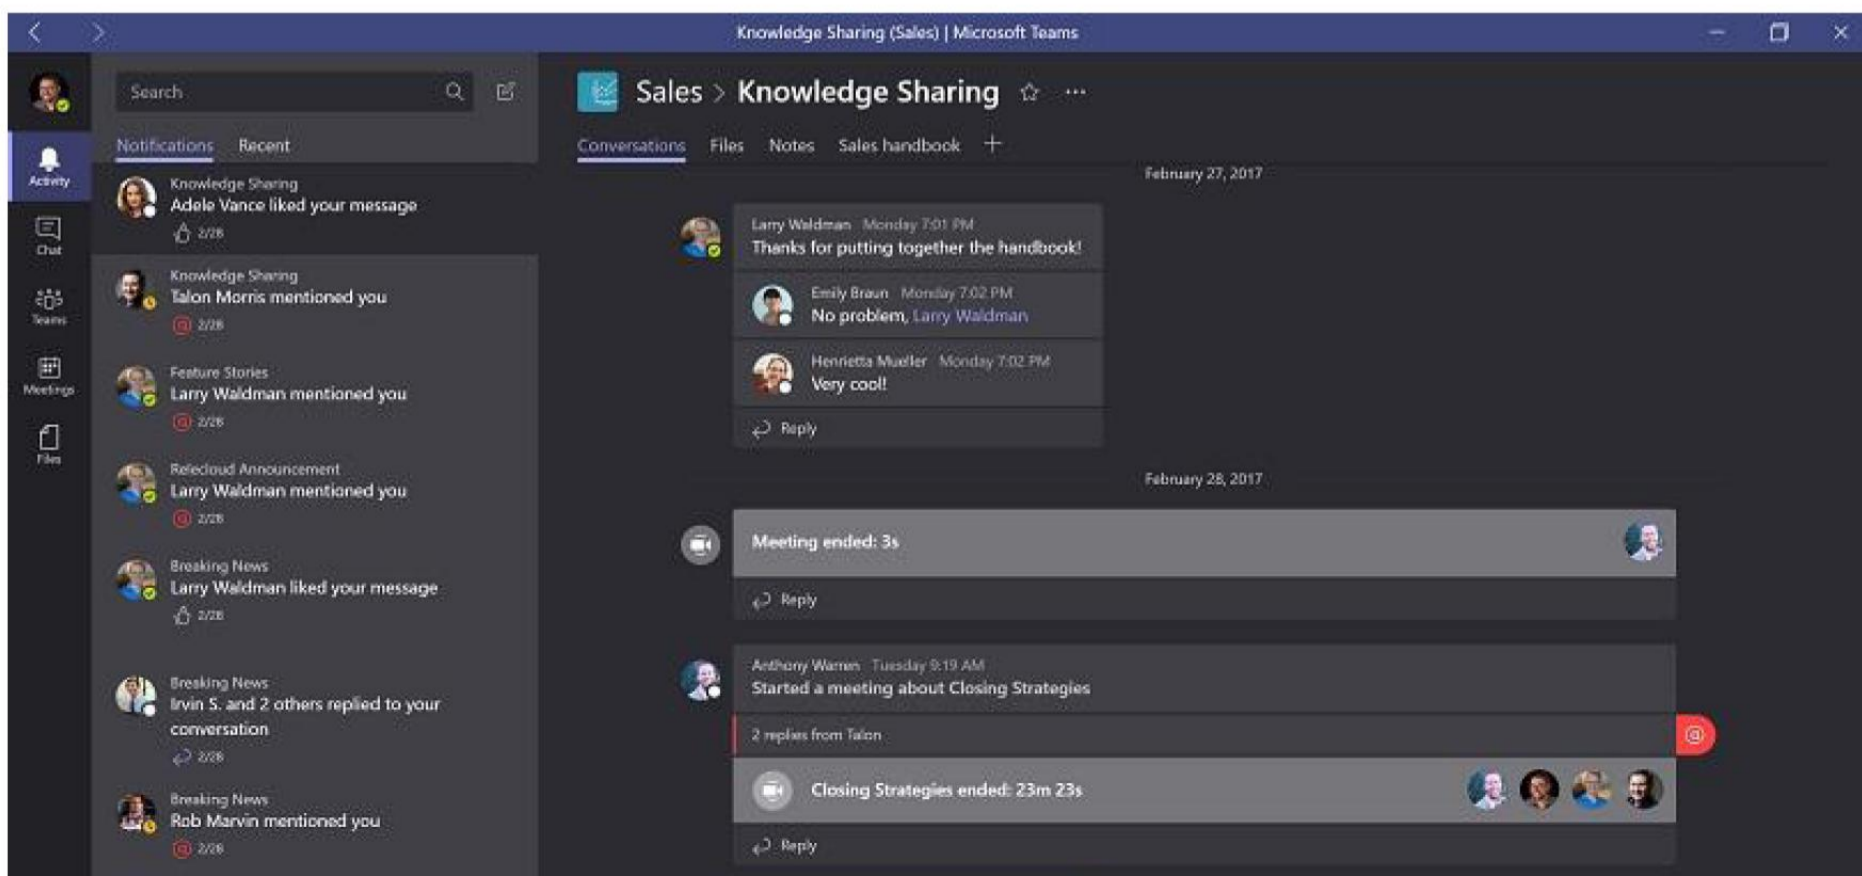 Knowledge Sharing (Sales) | Microsoft Teams
Search
Notifications Recent
Activity
Chat
Teams
Meetings
Files
Knowledge Sharing
Adele Vance liked your message
2/28
Knowledge Sharing
Talon Morris mentioned you
2/28
Feature Stories
Larry Waldman mentioned you
2/28
Relecloud Announcement
Larry Waldman mentioned you
2/28
Breaking News
Larry Waldman liked your message
2/28
Breaking News
Irvin S. and 2 others replied to your
conversation
2/28
Breaking News
Rob Marvin mentioned you
2/28
Sales > Knowledge Sharing ...
Conversations Files Notes Sales handbook +
February 27, 2017
Larry Waldman Monday 7:01 PM
Thanks for putting together the handbook!
Emily Braun Monday 7:02 PM
No problem, Larry Waldman
Henrietta Mueller Monday 7:02 PM
Very cool!
Reply
February 28, 2017
Meeting ended: 3s
Reply
Anthony Warren Tuesday 9:19 AM
Started a meeting about Closing Strategies
2 replies from Talon
@
Closing Strategies ended: 23m 23s
Reply